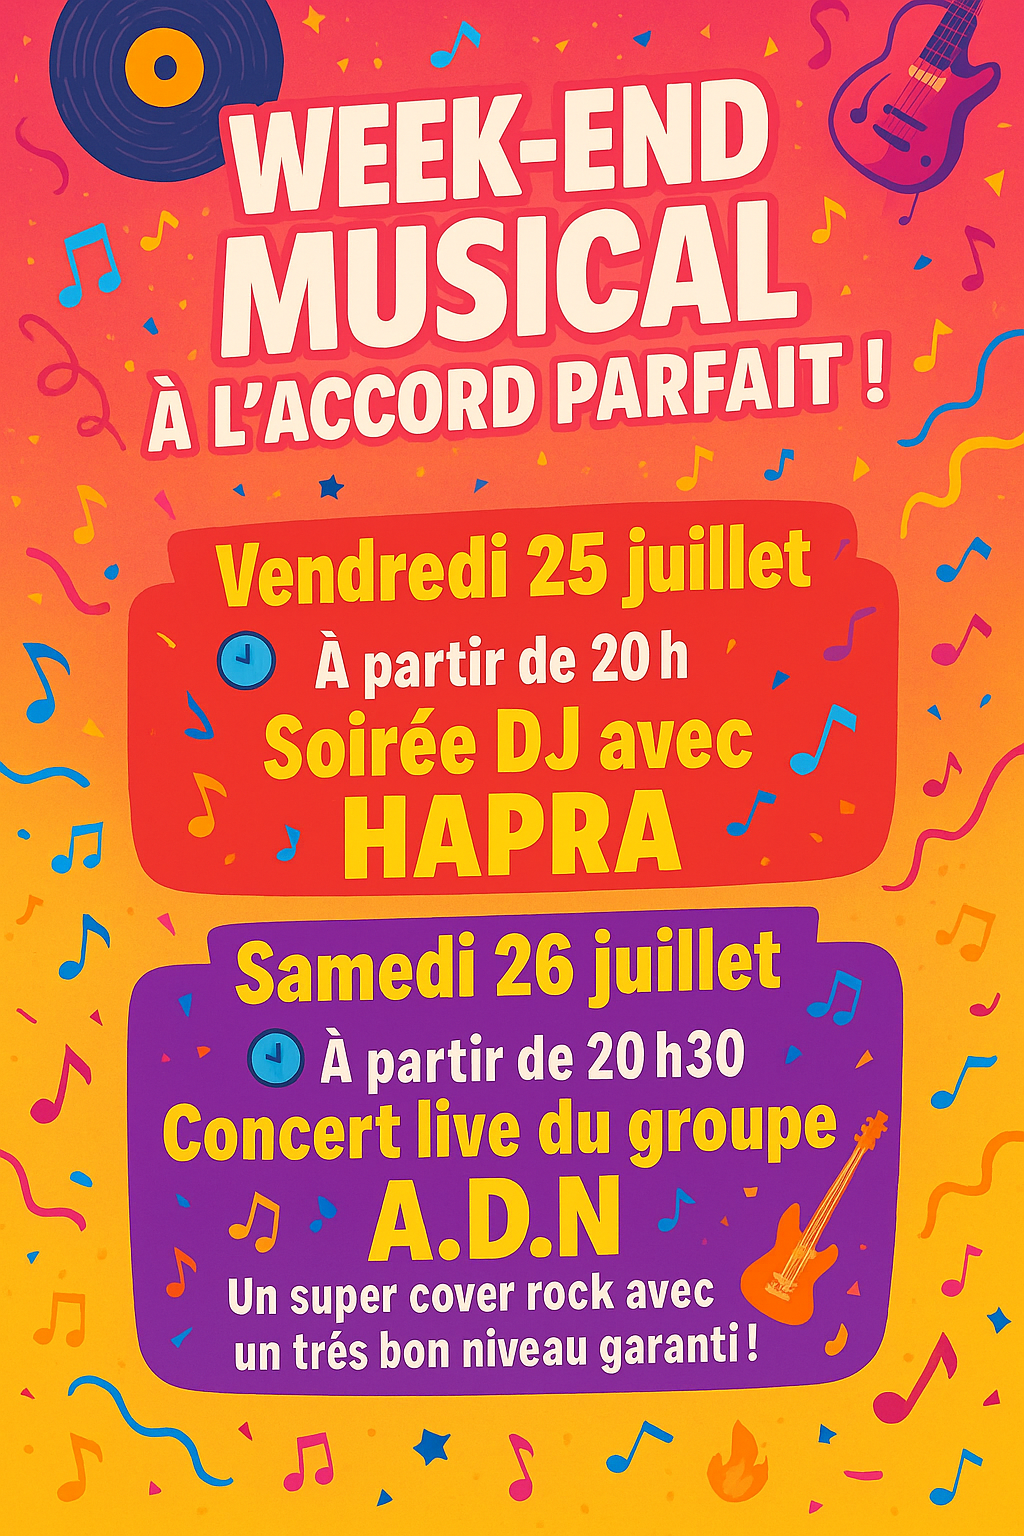 WEEK-END
MUSICAL
À L'ACCORD PARFAIT !
Vendredi 25 juillet
À partir de 20 h
Soirée DJ avec
HAPRA
Samedi 26 juillet
À partir de 20 h30
Concert live du groupe
A.D.N
Un super cover rock avec
un trés bon niveau garanti !